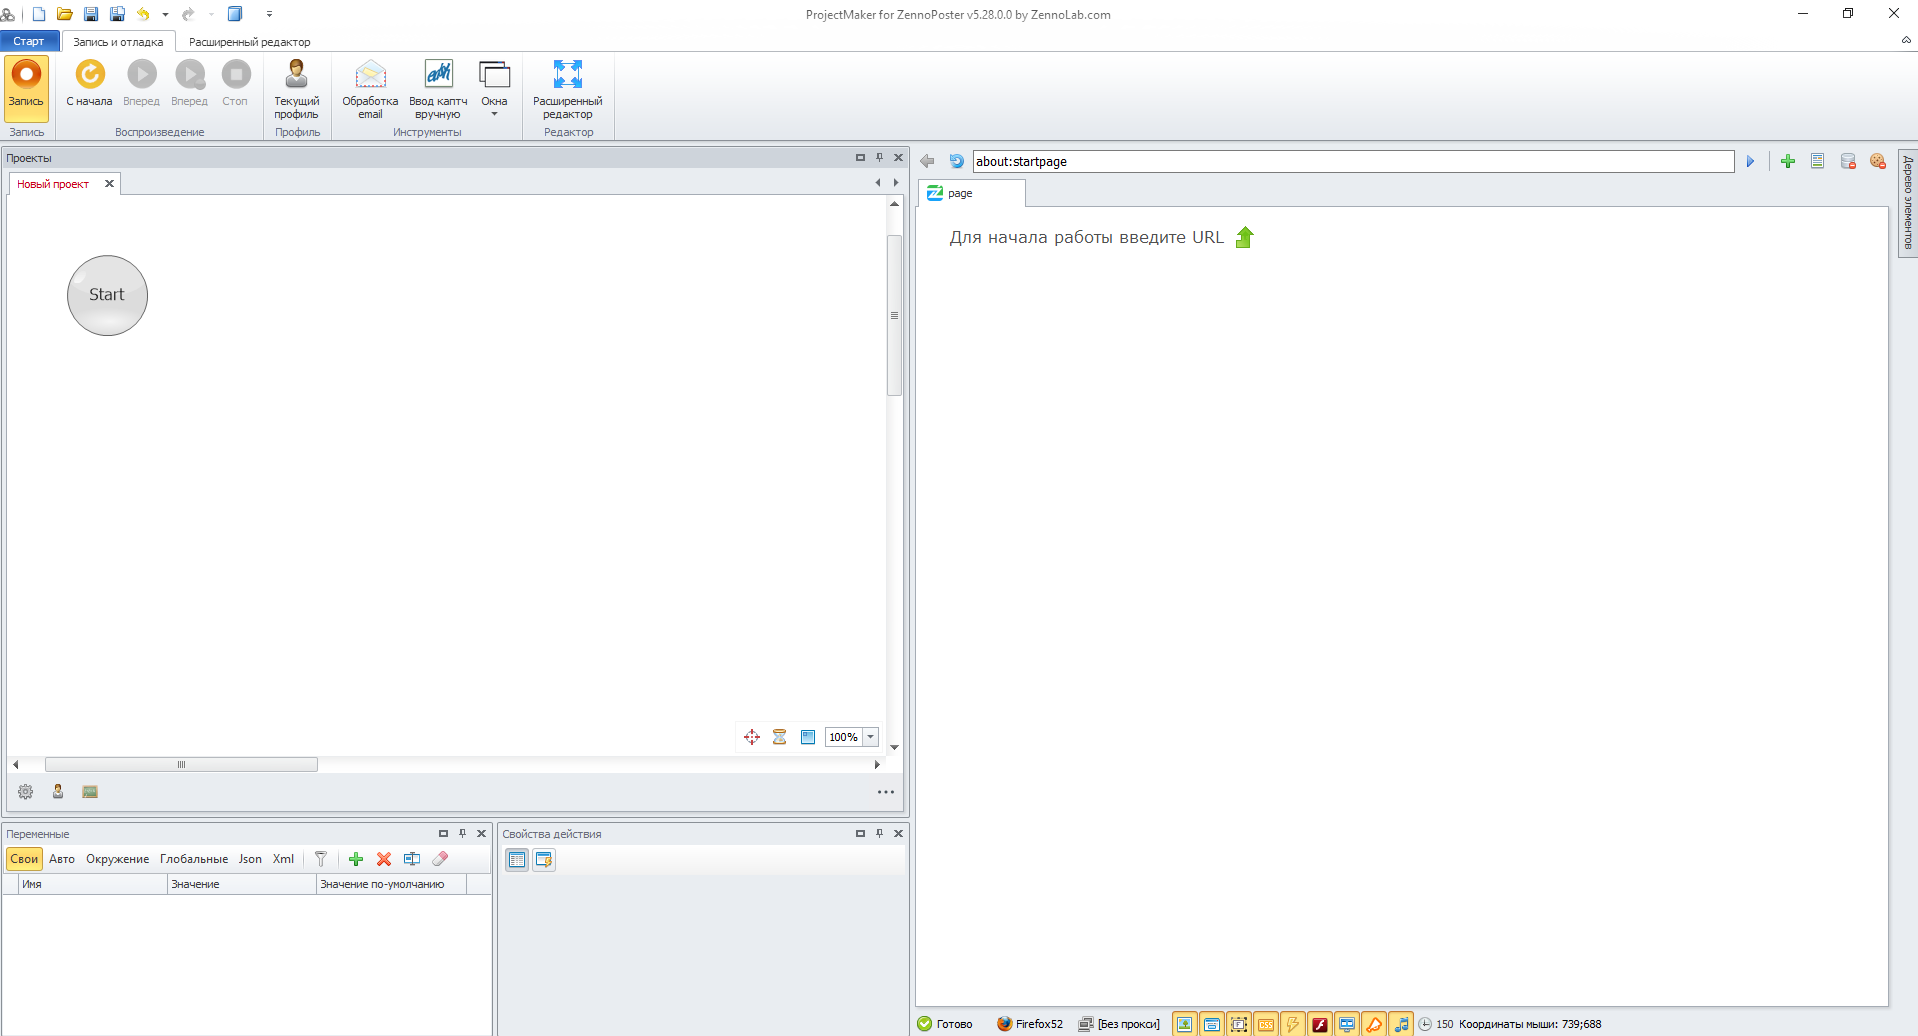 ProjectMaker for ZennoPoster v5.28.0.0 by ZennoLab.com
Старт
Запись и отладка
Расширенный редактор
Запись
С начала
Вперед
Вперед
Стоп
Текущий
профиль
Обработка
email
Ввод каптч
вручную
Окна
Расширенный
редактор
Запись
Воспроизведение
Профиль
Инструменты
Редактор
Проекты
Новый проект
Start
100%
about:startpage
page
Для начала работы введите URL
Дерево элементов
Переменные
Свои
Авто
Окружение
Глобальные
Json
Xml
Имя
Значение
Значение по-умолчанию
Свойства действия
Готово
Firefox52
[Без прокси]
CSS
150
Координаты мыши: 739;688